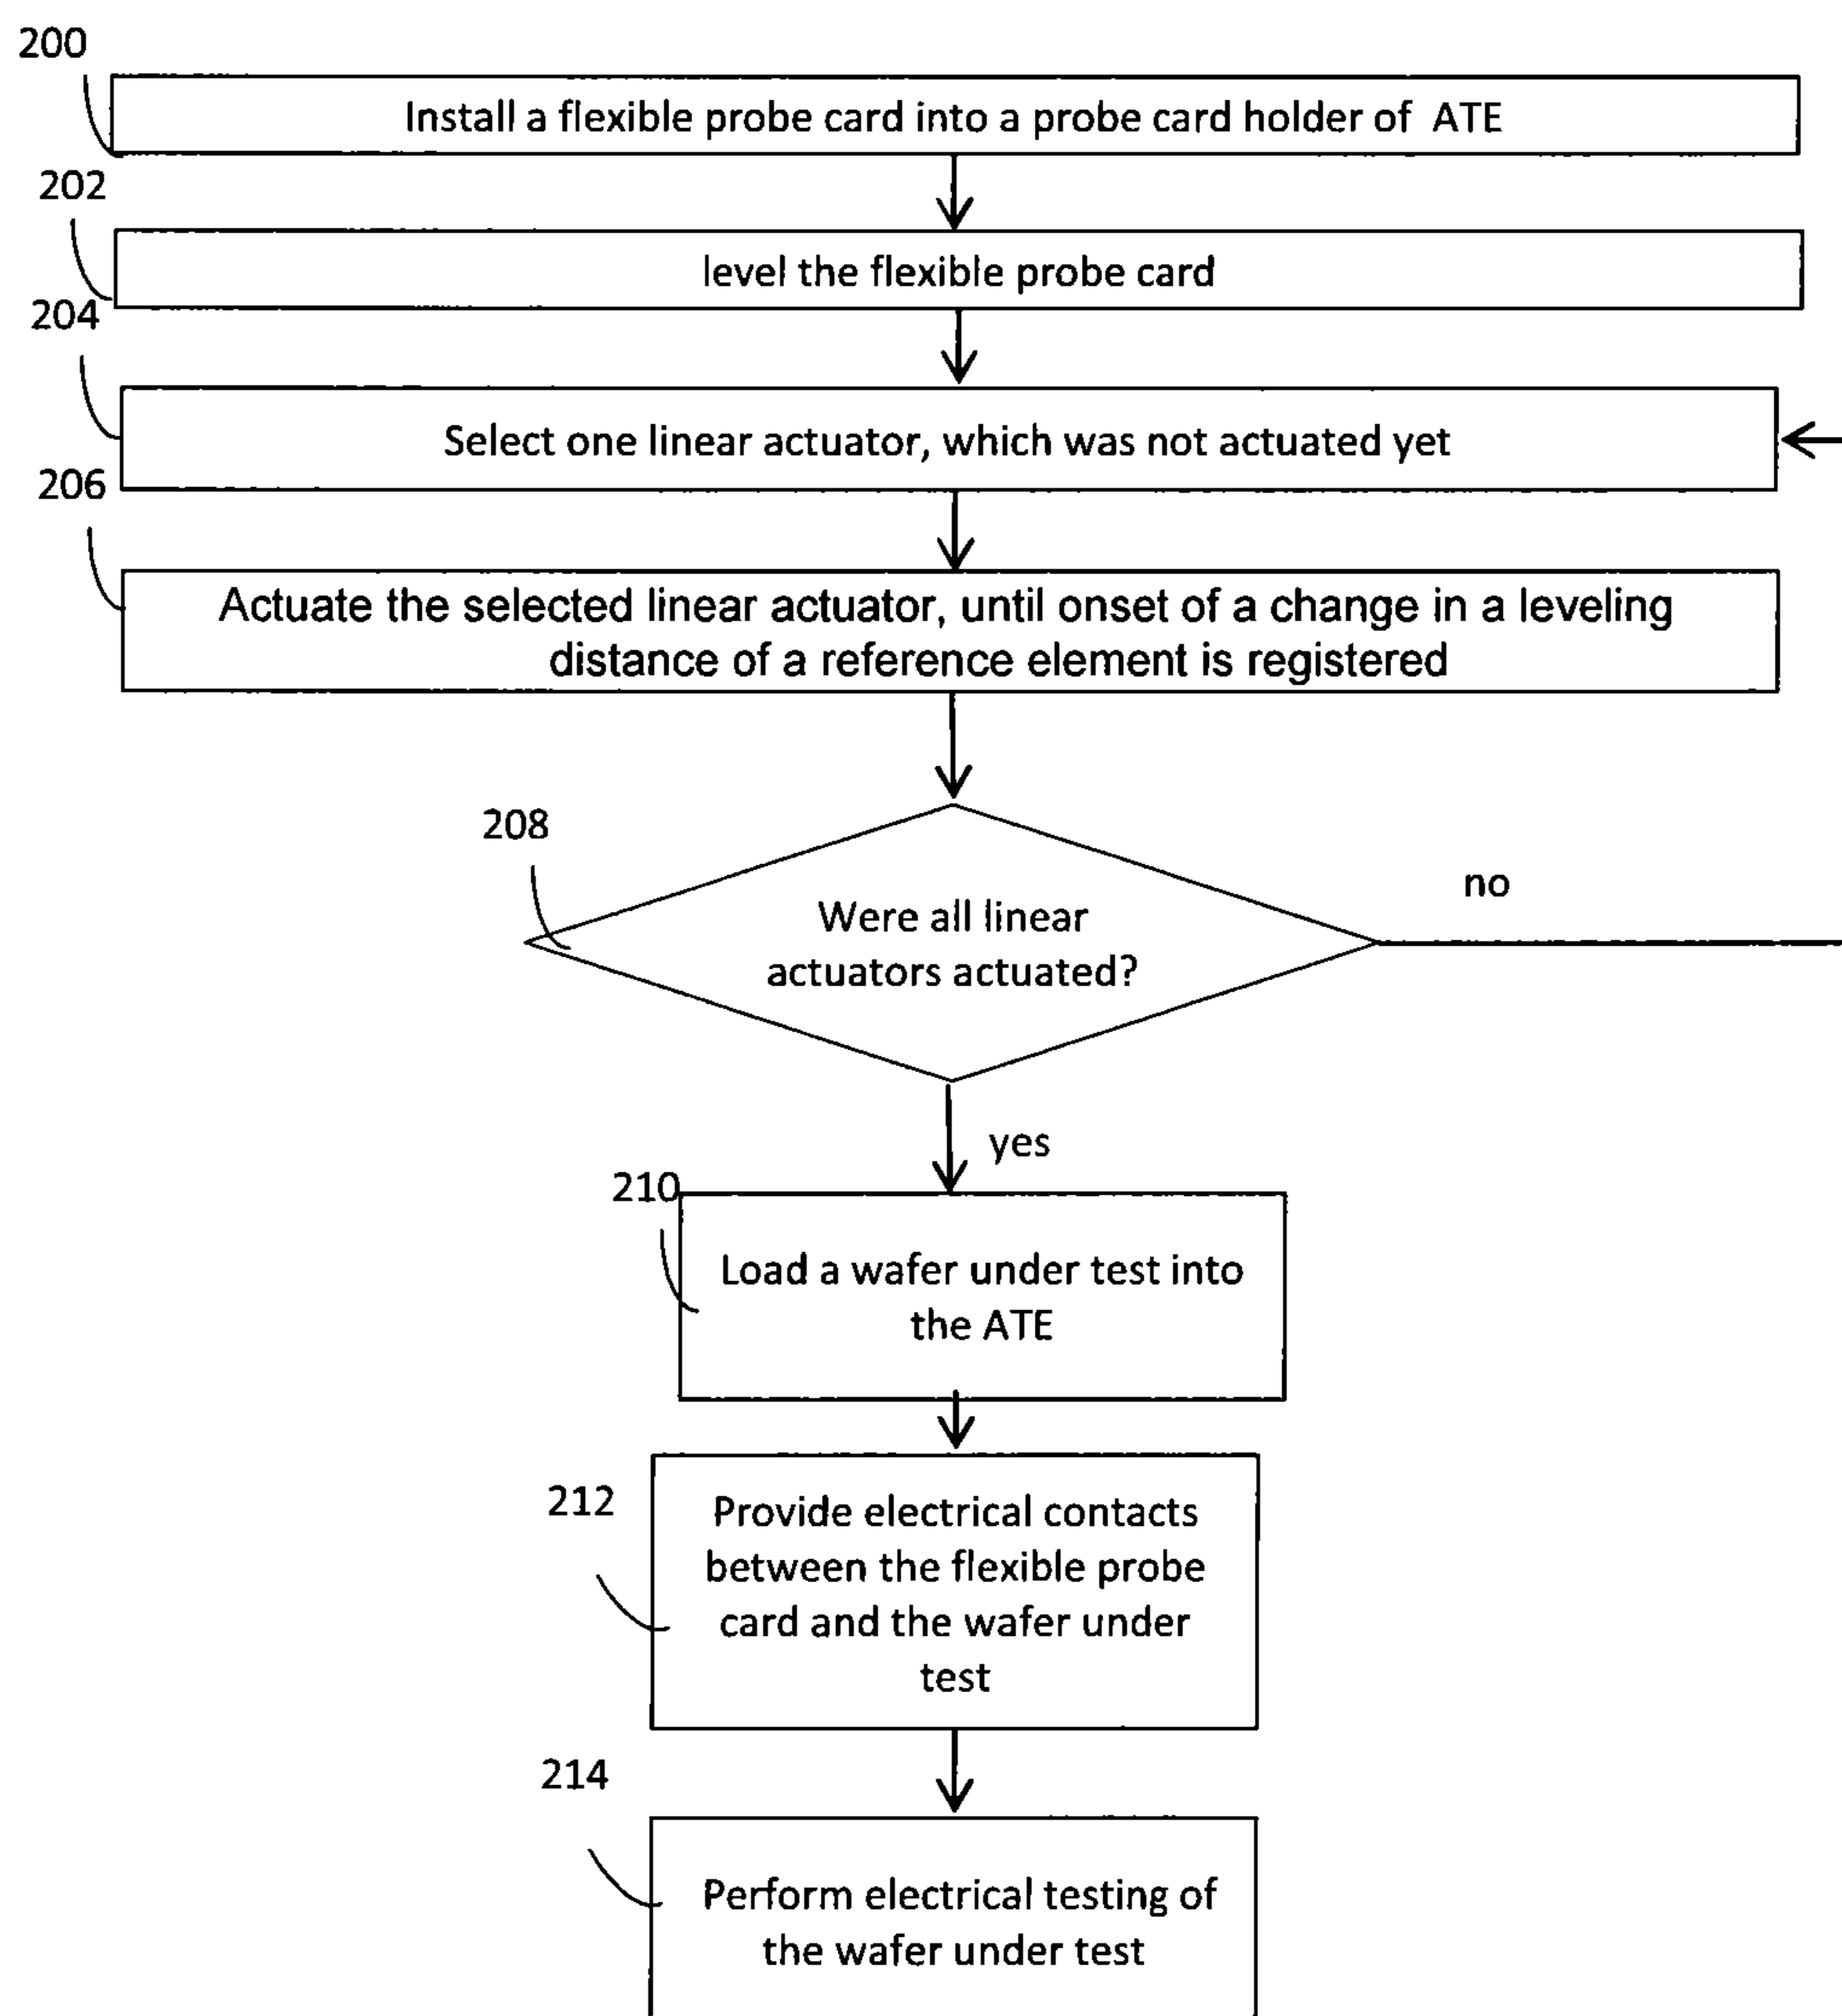 200
Install a flexible probe card into a probe card holder of ATE
202
level the flexible probe card
204
Select one linear actuator, which was not actuated yet
206
Actuate the selected linear actuator, until onset of a change in a leveling
distance of a reference element is registered
208
Were all linear
actuators actuated?
no
yes
210
Load a wafer under test into
the ATE
212
Provide electrical contacts
between the flexible probe
card and the wafer under
test
214
Perform electrical testing of
the wafer under test